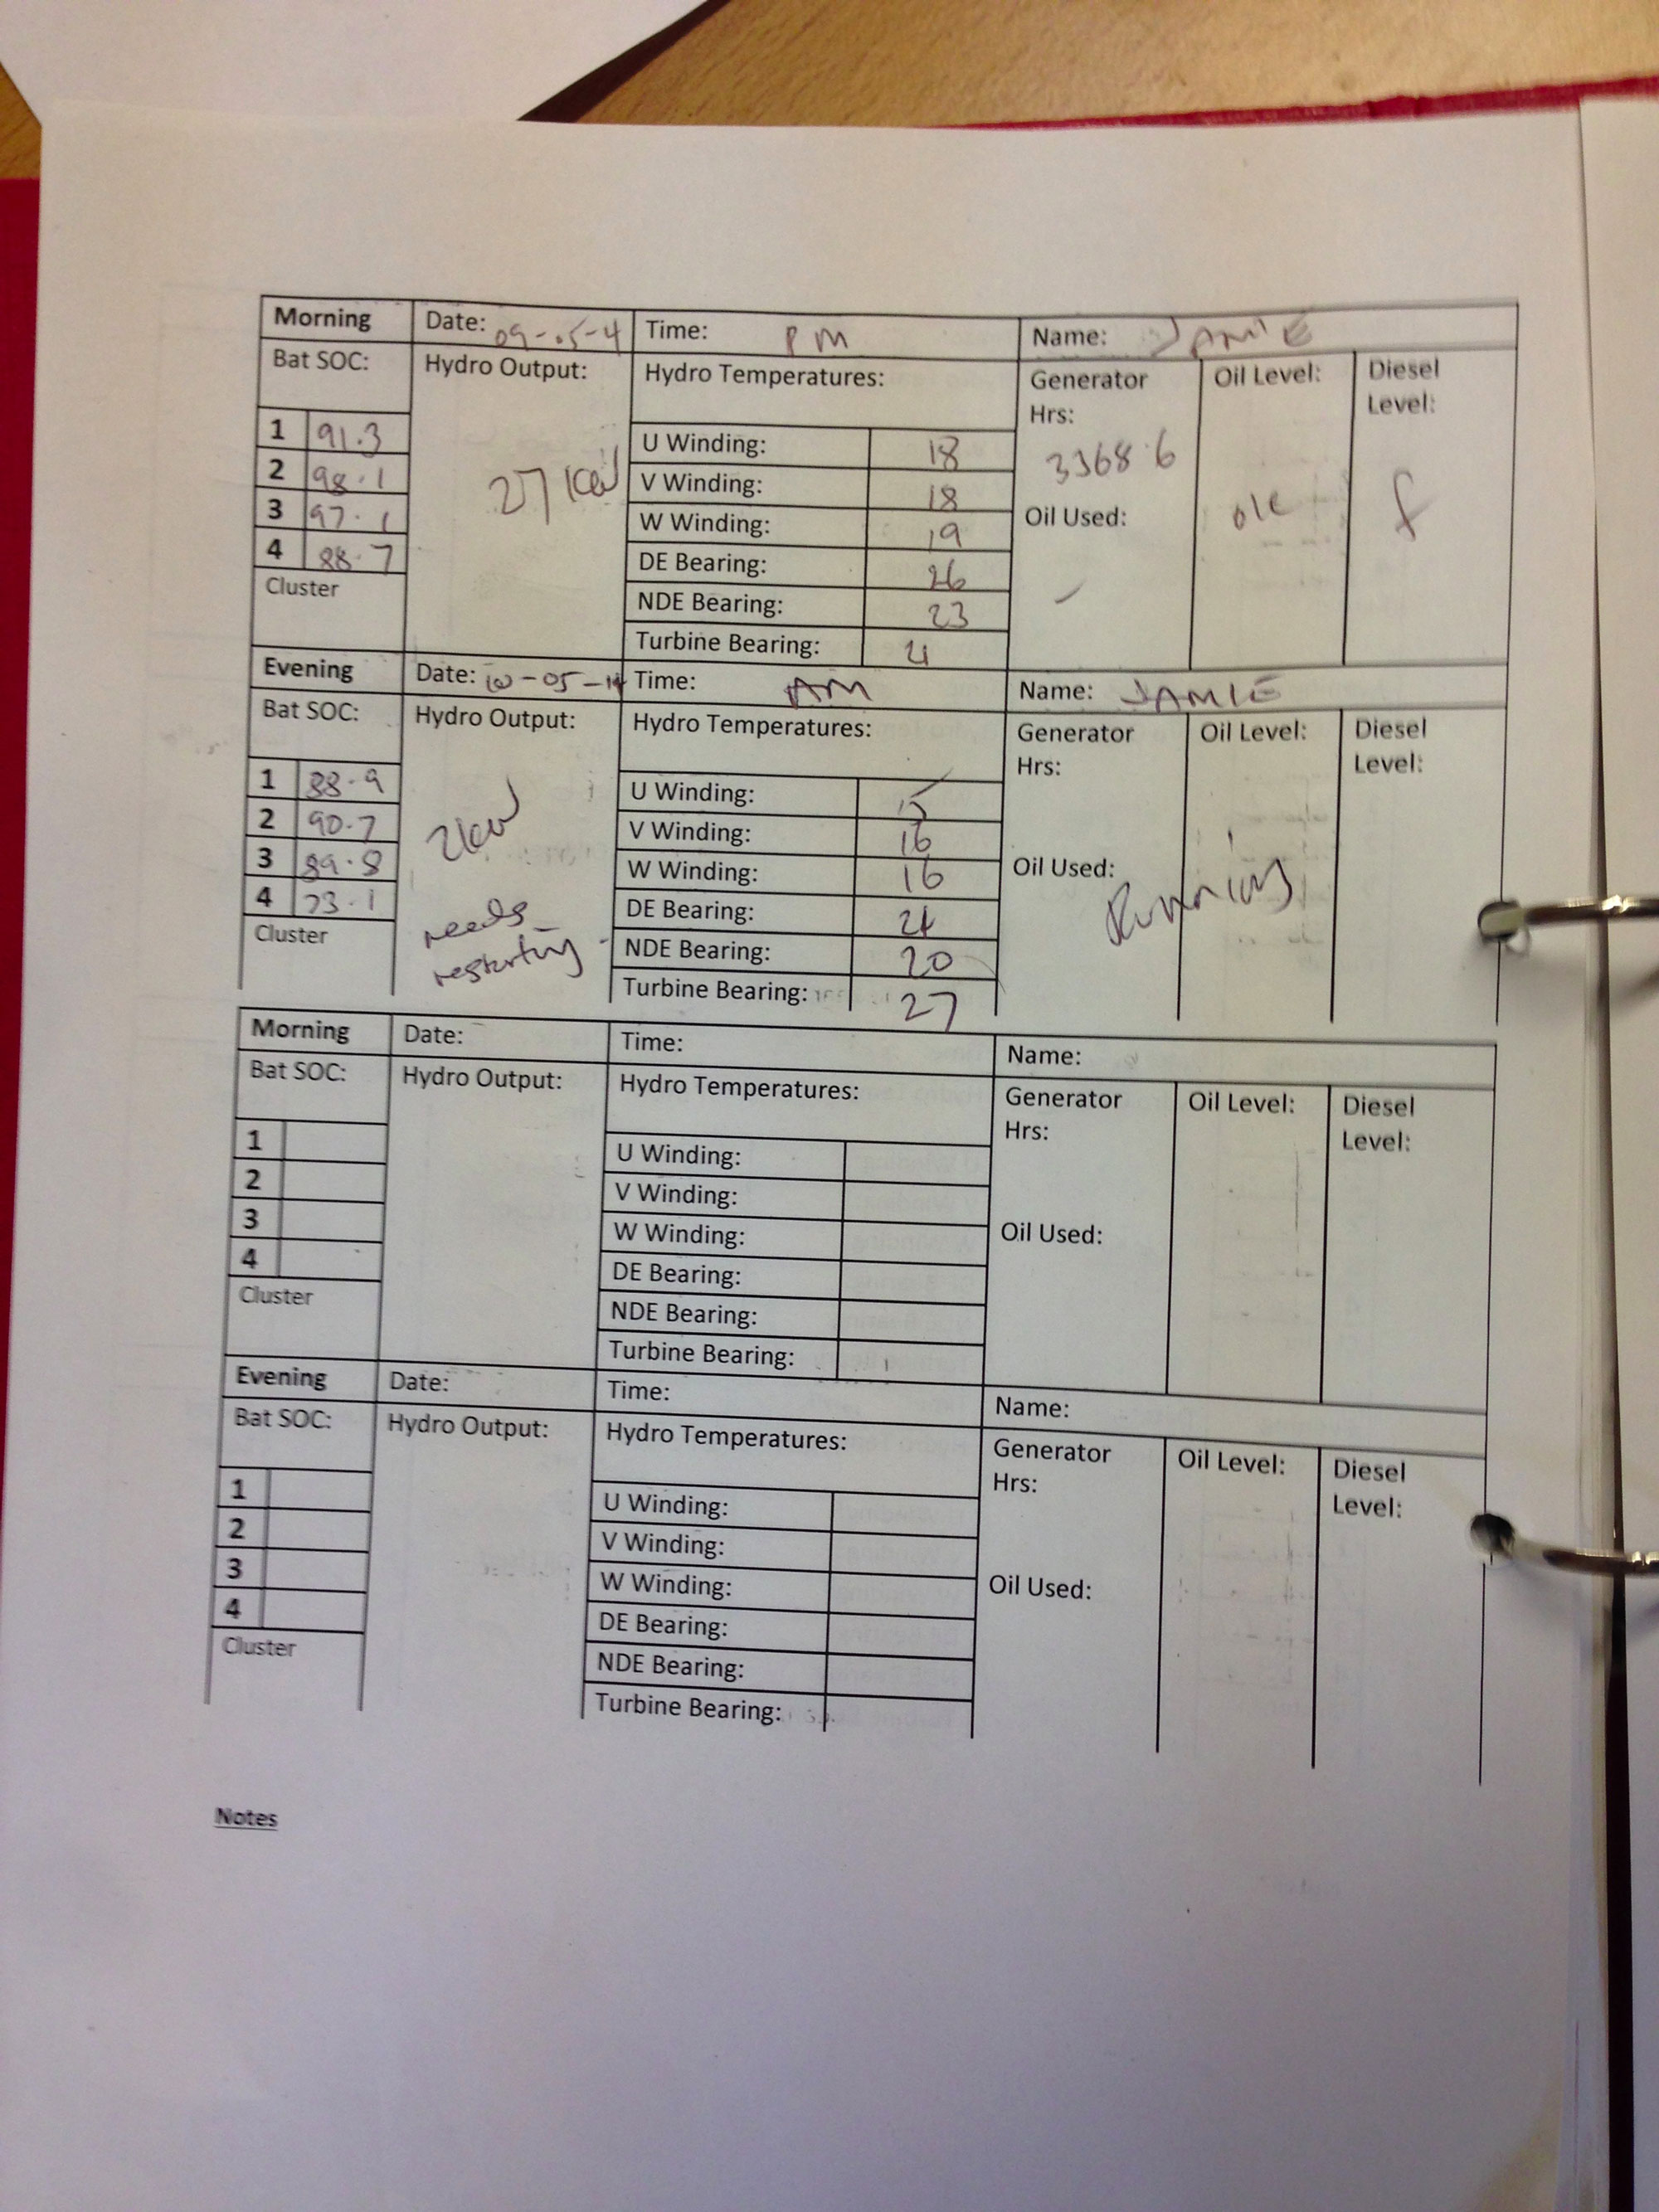 Morning Date: 09-05-4 Time: PM Name: JAMIE
Bat SOC: Hydro Output: Hydro Temperatures: Generator Hrs: Oil Level: Diesel Level:
1 91.3
2 98.1
3 97.1
4 88.7
Cluster
27 kW
U Winding: 18
V Winding: 18
W Winding: 19
DE Bearing: 26
NDE Bearing: 23
Turbine Bearing: 21
3368.6
Oil Used: -
ok
f
Evening Date: 10-05-14 Time: AM Name: JAMIE
Bat SOC: Hydro Output: Hydro Temperatures: Generator Hrs: Oil Level: Diesel Level:
1 88.9
2 90.7
3 89.8
4 73.1
Cluster
2kW
needs
restarting
U Winding: 15
V Winding: 16
W Winding: 16
DE Bearing: 21
NDE Bearing: 20
Turbine Bearing: 27
Oil Used:
Running
Morning Date: Time: Name:
Bat SOC: Hydro Output: Hydro Temperatures: Generator Hrs: Oil Level: Diesel Level:
1
2
3
4
Cluster
U Winding:
V Winding:
W Winding:
DE Bearing:
NDE Bearing:
Turbine Bearing:
Oil Used:
Evening Date: Time: Name:
Bat SOC: Hydro Output: Hydro Temperatures: Generator Hrs: Oil Level: Diesel Level:
1
2
3
4
Cluster
U Winding:
V Winding:
W Winding:
DE Bearing:
NDE Bearing:
Turbine Bearing:
Oil Used:
Notes